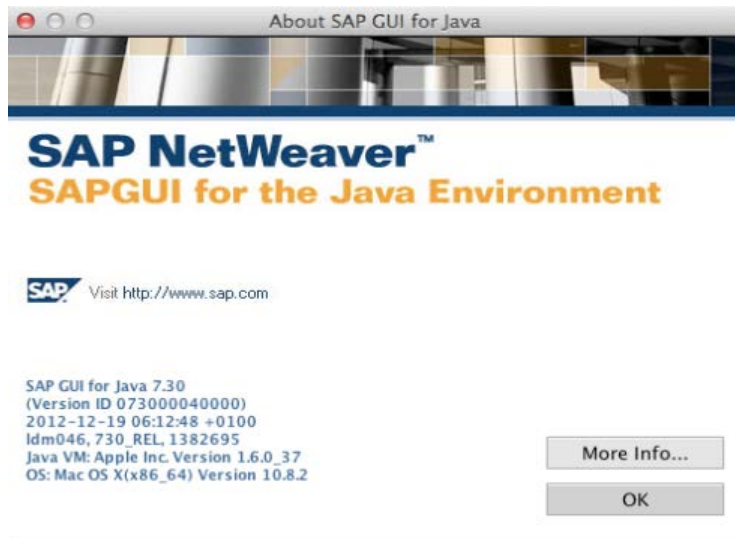 About SAP GUI for Java
SAP NetWeaver™
SAPGUI for the Java Environment
SAP Visit http://www.sap.com
SAP GUI for Java 7.30
(Version ID 073000040000)
2012-12-19 06:12:48 +0100
ldm046, 730_REL, 1382695
Java VM: Apple Inc. Version 1.6.0_37
OS: Mac OS X(x86_64) Version 10.8.2
More Info...
OK